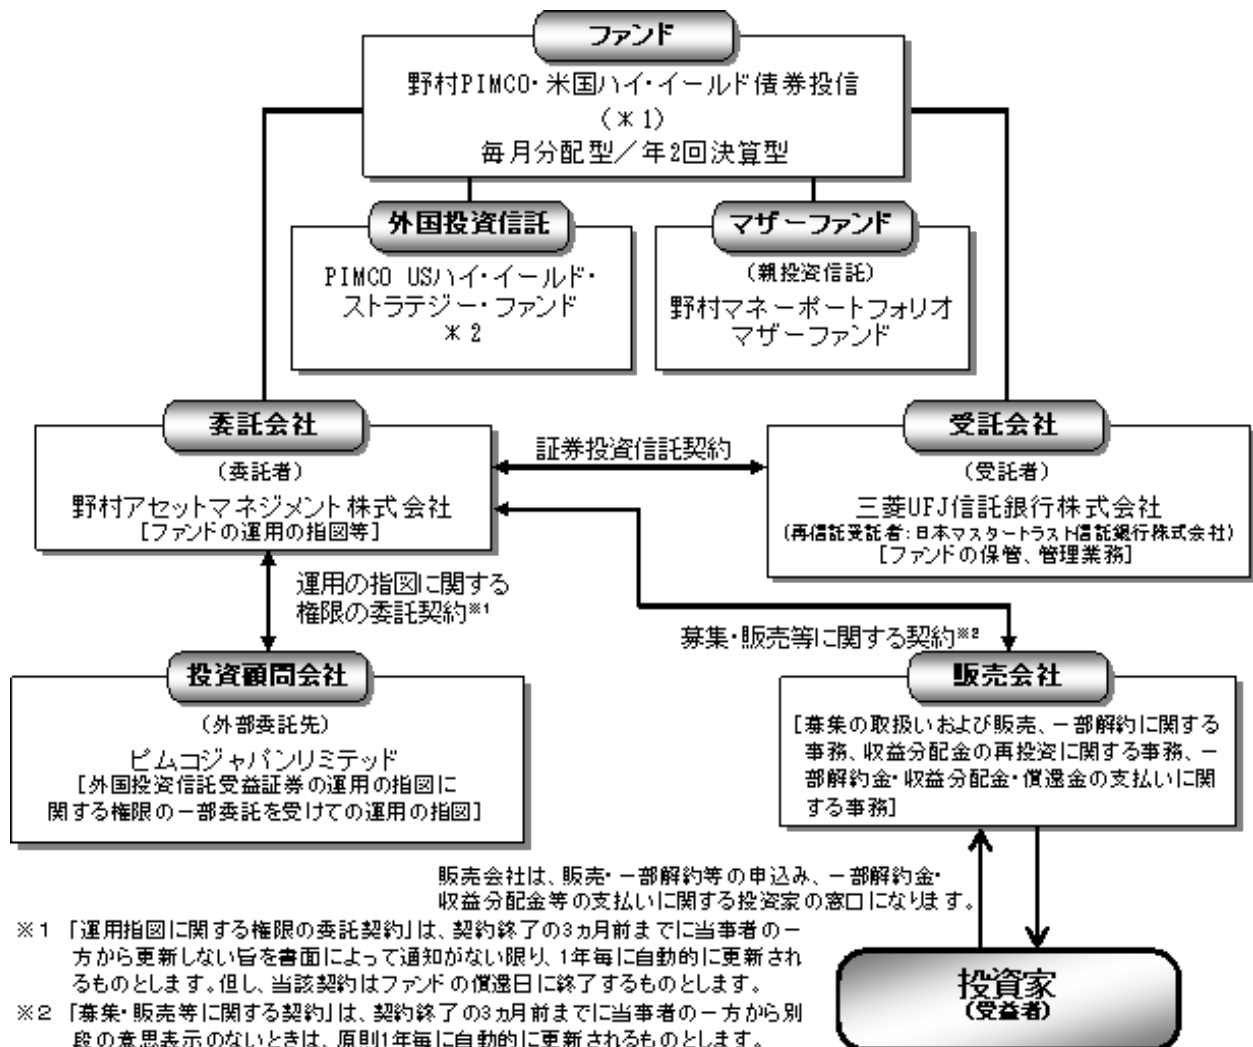 ファンド
野村PIMCO・米国ハイ・イールド債券投信
(＊1)
毎月分配型／年2回決算型
外国投資信託
PIMCO USハイ・イールド・
ストラテジー・ファンド
＊2
マザーファンド
(親投資信託)
野村マネーポートフォリオ
マザーファンド
委託会社
(委託者)
野村アセットマネジメント株式会社
[ファンドの運用の指図等]
証券投資信託契約
受託会社
(受託者)
三菱UFJ信託銀行株式会社
(再信託受託者:日本マスタートラスト信託銀行株式会社)
[ファンドの保管、管理業務]
運用の指図に関する
権限の委託契約※1
募集・販売等に関する契約※2
投資顧問会社
(外部委託先)
ピムコジャパンリミテッド
[外国投資信託受益証券の運用の指図に
関する権限の一部委託を受けての運用の指図]
販売会社
[募集の取扱いおよび販売、一部解約に関する
事務、収益分配金の再投資に関する事務、一
部解約金・収益分配金・償還金の支払いに関
する事務]
販売会社は、販売・一部解約等の申込み、一部解約金・
収益分配金等の支払いに関する投資家の窓口になります。
※1 「運用指図に関する権限の委託契約」は、契約終了の3ヵ月前までに当事者の一
方から更新しない旨を書面によって通知がない限り、1年毎に自動的に更新され
るものとします。但し、当該契約はファンドの償還日に終了するものとします。
※2 「募集・販売等に関する契約」は、契約終了の3ヵ月前までに当事者の一方から別
段の意思表示のないときは、原則1年毎に自動的に更新されるものとします。
投資家
(受益者)